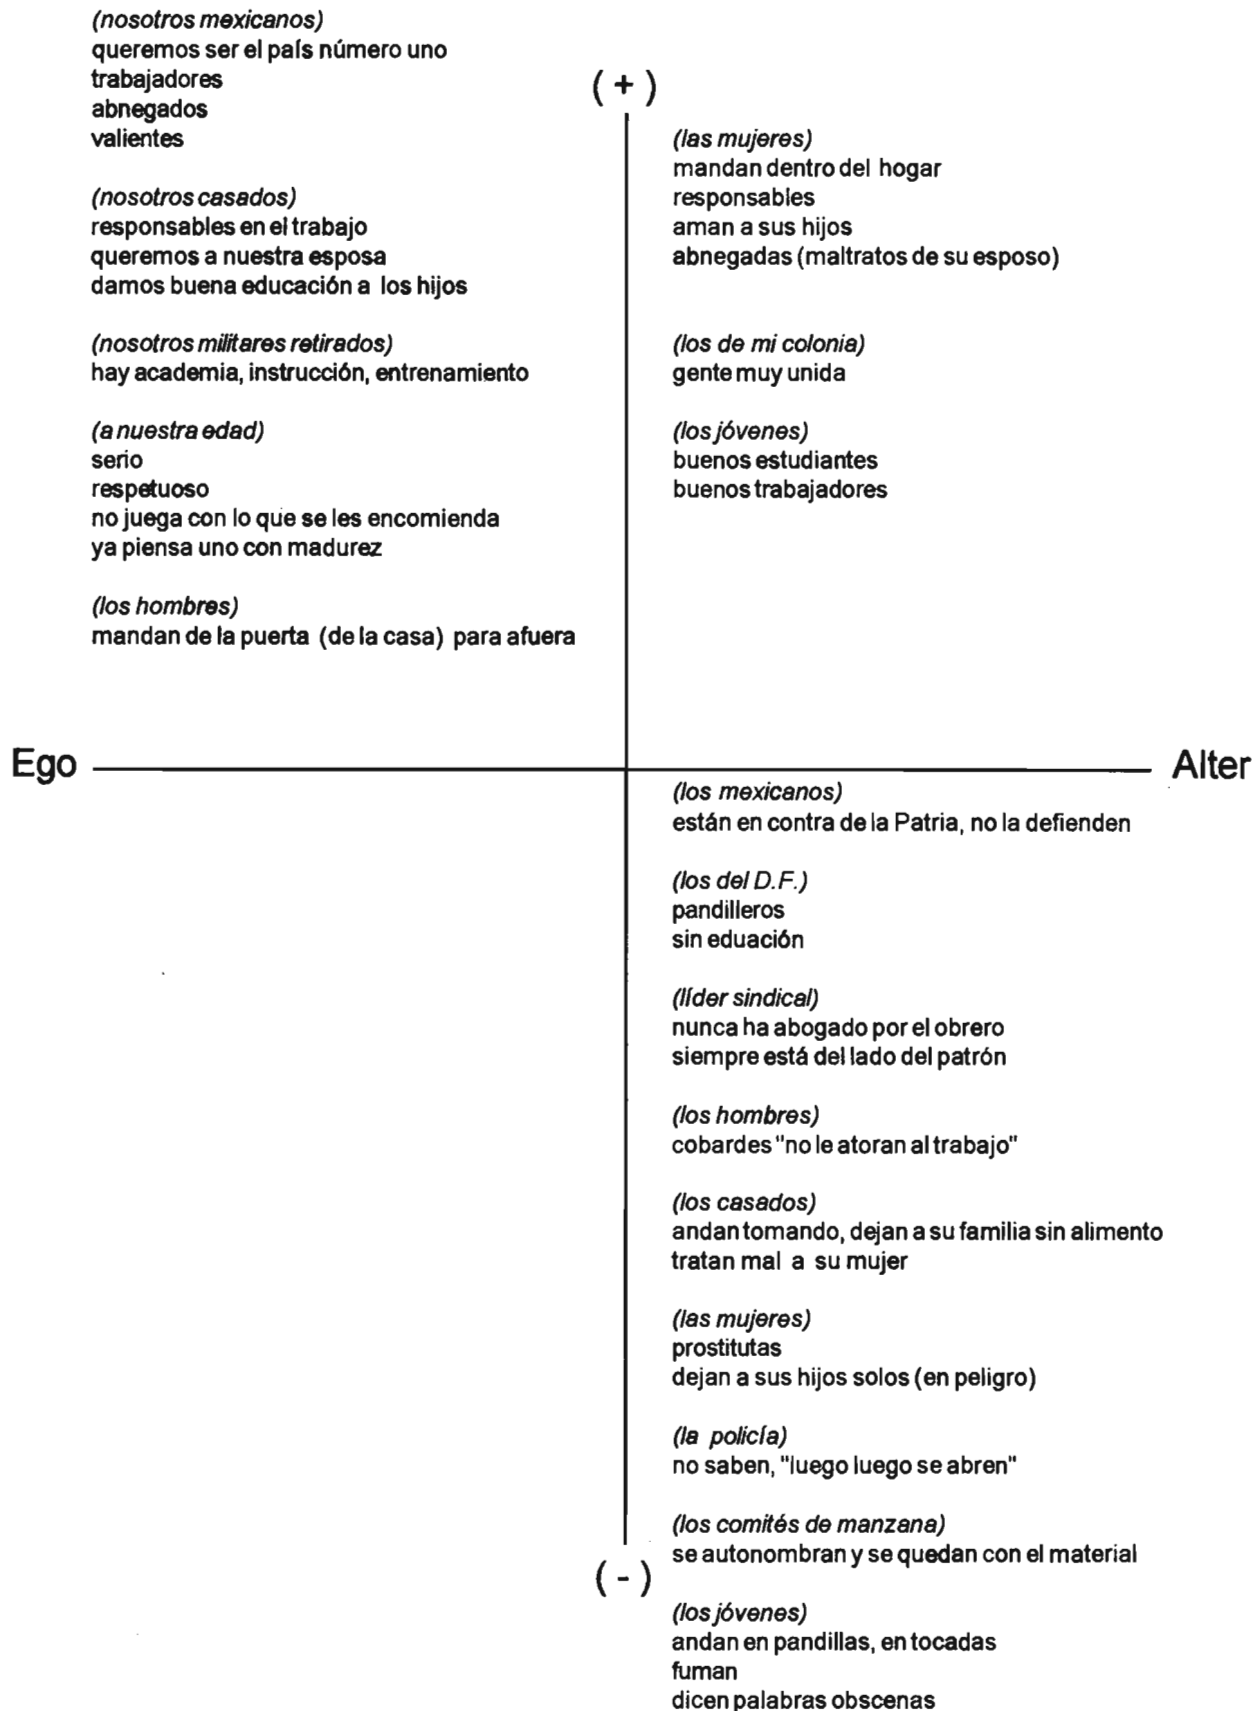 (nosotros mexicanos)
queremos ser el país número uno
trabajadores
abnegados
valientes
(nosotros casados)
responsables en el trabajo
queremos a nuestra esposa
damos buena educación a los hijos
(nosotros militares retirados)
hay academia, instrucción, entrenamiento
(a nuestra edad)
serio
respetuoso
no juega con lo que se les encomienda
ya piensa uno con madurez
(los hombres)
mandan de la puerta (de la casa) para afuera
(+)
(las mujeres)
mandan dentro del hogar
responsables
aman a sus hijos
abnegadas (maltratos de su esposo)
(los de mi colonia)
gente muy unida
(los jóvenes)
buenos estudiantes
buenos trabajadores
Ego
Alter
(los mexicanos)
están en contra de la Patria, no la defienden
(los del D.F.)
pandilleros
sin eduación
(líder sindical)
nunca ha abogado por el obrero
siempre está del lado del patrón
(los hombres)
cobardes "no le atoran al trabajo"
(los casados)
andan tomando, dejan a su familia sin alimento
tratan mal a su mujer
(las mujeres)
prostitutas
dejan a sus hijos solos (en peligro)
(la policía)
no saben, "luego luego se abren"
(los comités de manzana)
se autonombran y se quedan con el material
(-)
(los jóvenes)
andan en pandillas, en tocadas
fuman
dicen palabras obscenas